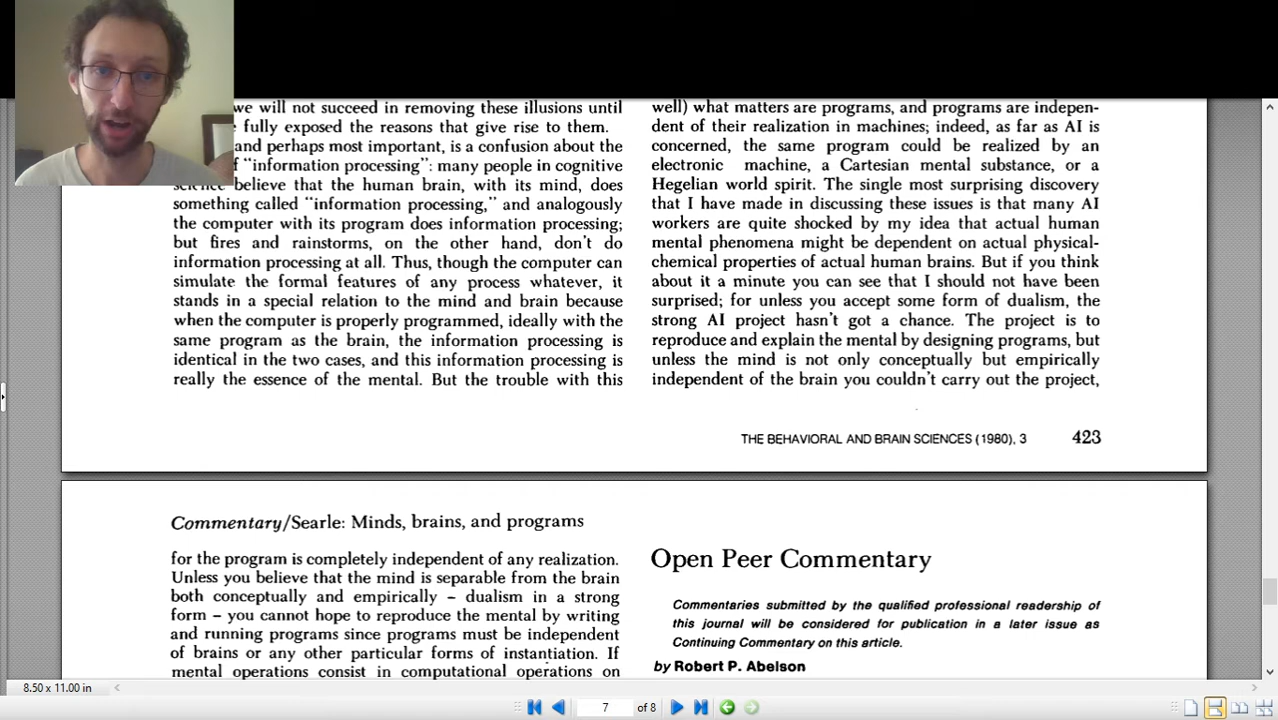 we will not succeed in removing these illusions until
fully exposed the reasons that give rise to them.
and perhaps most important, is a confusion about the
"information processing": many people in cognitive
science believe that the human brain, with its mind, does
something called "information processing," and analogously
the computer with its program does information processing;
but fires and rainstorms, on the other hand, don't do
information processing at all. Thus, though the computer can
simulate the formal features of any process whatever, it
stands in a special relation to the mind and brain because
when the computer is properly programmed, ideally with the
same program as the brain, the information processing is
identical in the two cases, and this information processing is
really the essence of the mental. But the trouble with this
well) what matters are programs, and programs are indepen-
dent of their realization in machines; indeed, as far as AI is
concerned, the same program could be realized by an
electronic machine, a Cartesian mental substance, or a
Hegelian world spirit. The single most surprising discovery
that I have made in discussing these issues is that many AI
workers are quite shocked by my idea that actual human
mental phenomena might be dependent on actual physical-
chemical properties of actual human brains. But if you think
about it a minute you can see that I should not have been
surprised; for unless you accept some form of dualism, the
strong AI project hasn't got a chance. The project is to
reproduce and explain the mental by designing programs, but
unless the mind is not only conceptually but empirically
independent of the brain you couldn't carry out the project,
THE BEHAVIORAL AND BRAIN SCIENCES (1980), 3 423
Commentary/Searle: Minds, brains, and programs
for the program is completely independent of any realization.
Unless you believe that the mind is separable from the brain
both conceptually and empirically – dualism in a strong
form – you cannot hope to reproduce the mental by writing
and running programs since programs must be independent
of brains or any other particular forms of instantiation. If
mental operations consist in computational operations on
Open Peer Commentary
Commentaries submitted by the qualified professional readership of
this journal will be considered for publication in a later issue as
Continuing Commentary on this article.
by Robert P. Abelson
8.50 x 11.00 in
7 of 8